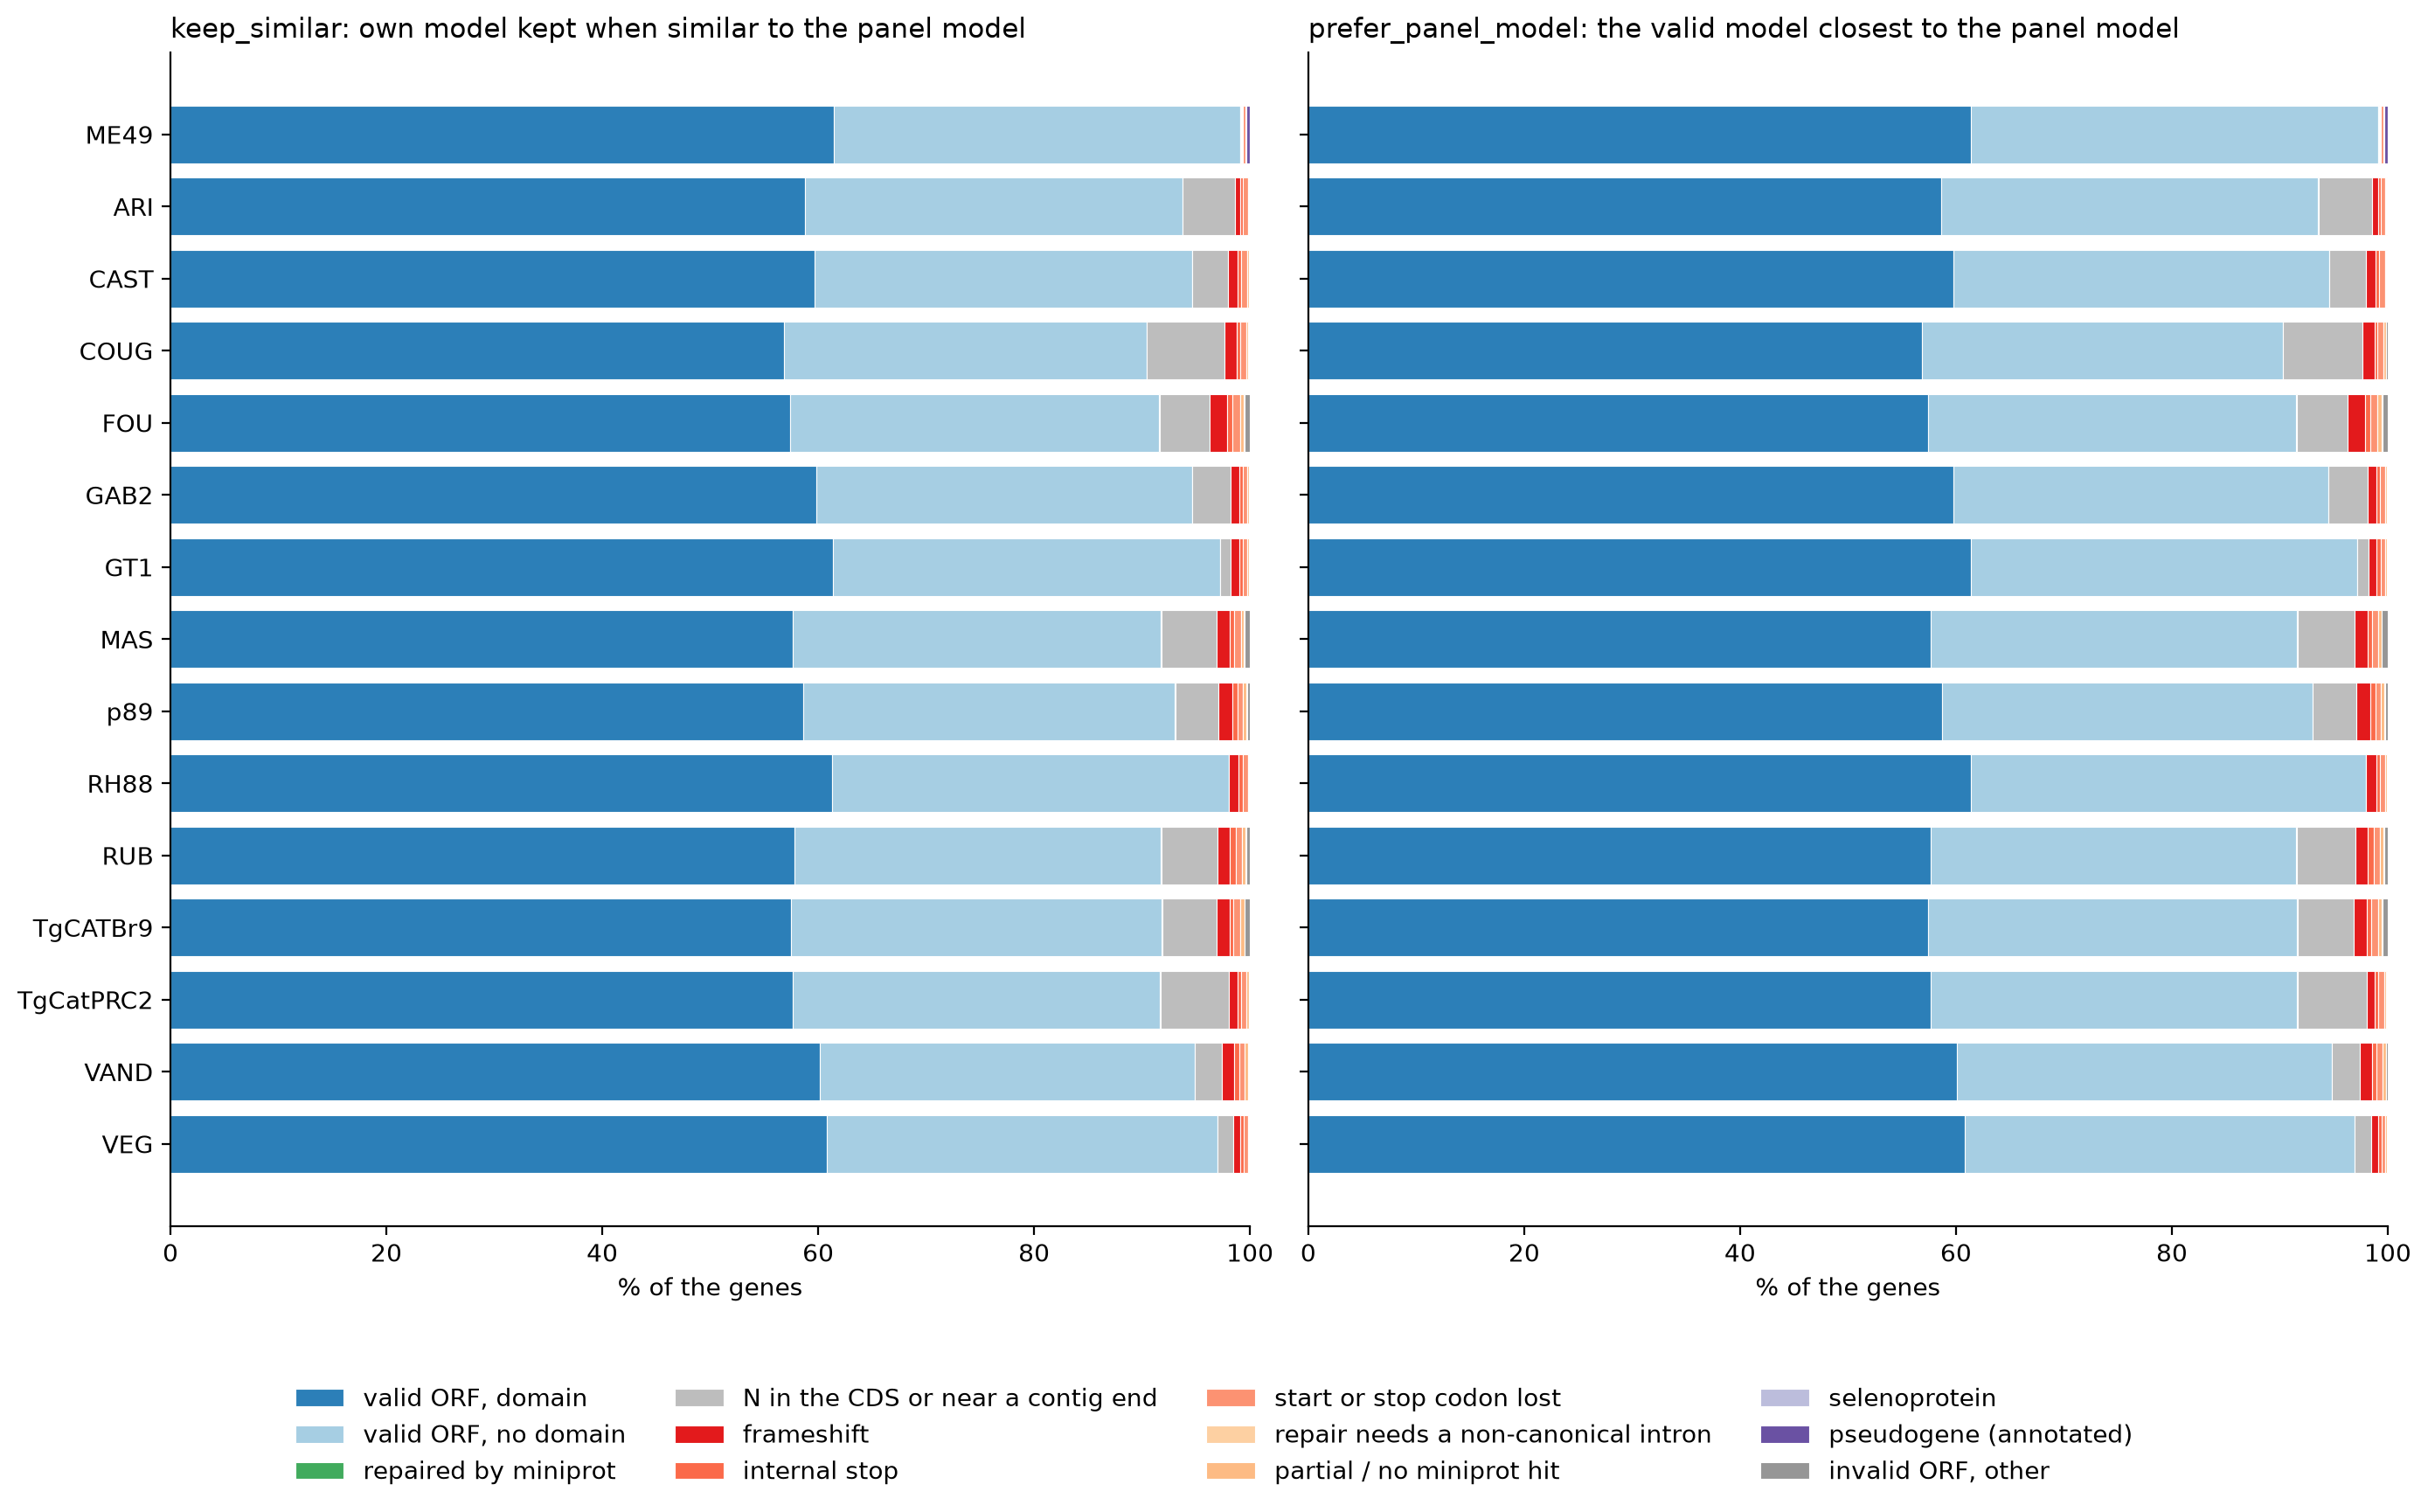 keep_similar: own model kept when similar to the panel model
prefer_panel_model: the valid model closest to the panel model
ME49
ARI
CAST
COUG
FOU
GAB2
GT1
MAS
p89
RH88
RUB
TgCATBr9
TgCatPRC2
VAND
VEG
0 20 40 60 80 100
0 20 40 60 80 100
% of the genes
% of the genes
valid ORF, domain
valid ORF, no domain
repaired by miniprot
N in the CDS or near a contig end
frameshift
internal stop
start or stop codon lost
repair needs a non-canonical intron
partial / no miniprot hit
selenoprotein
pseudogene (annotated)
invalid ORF, other